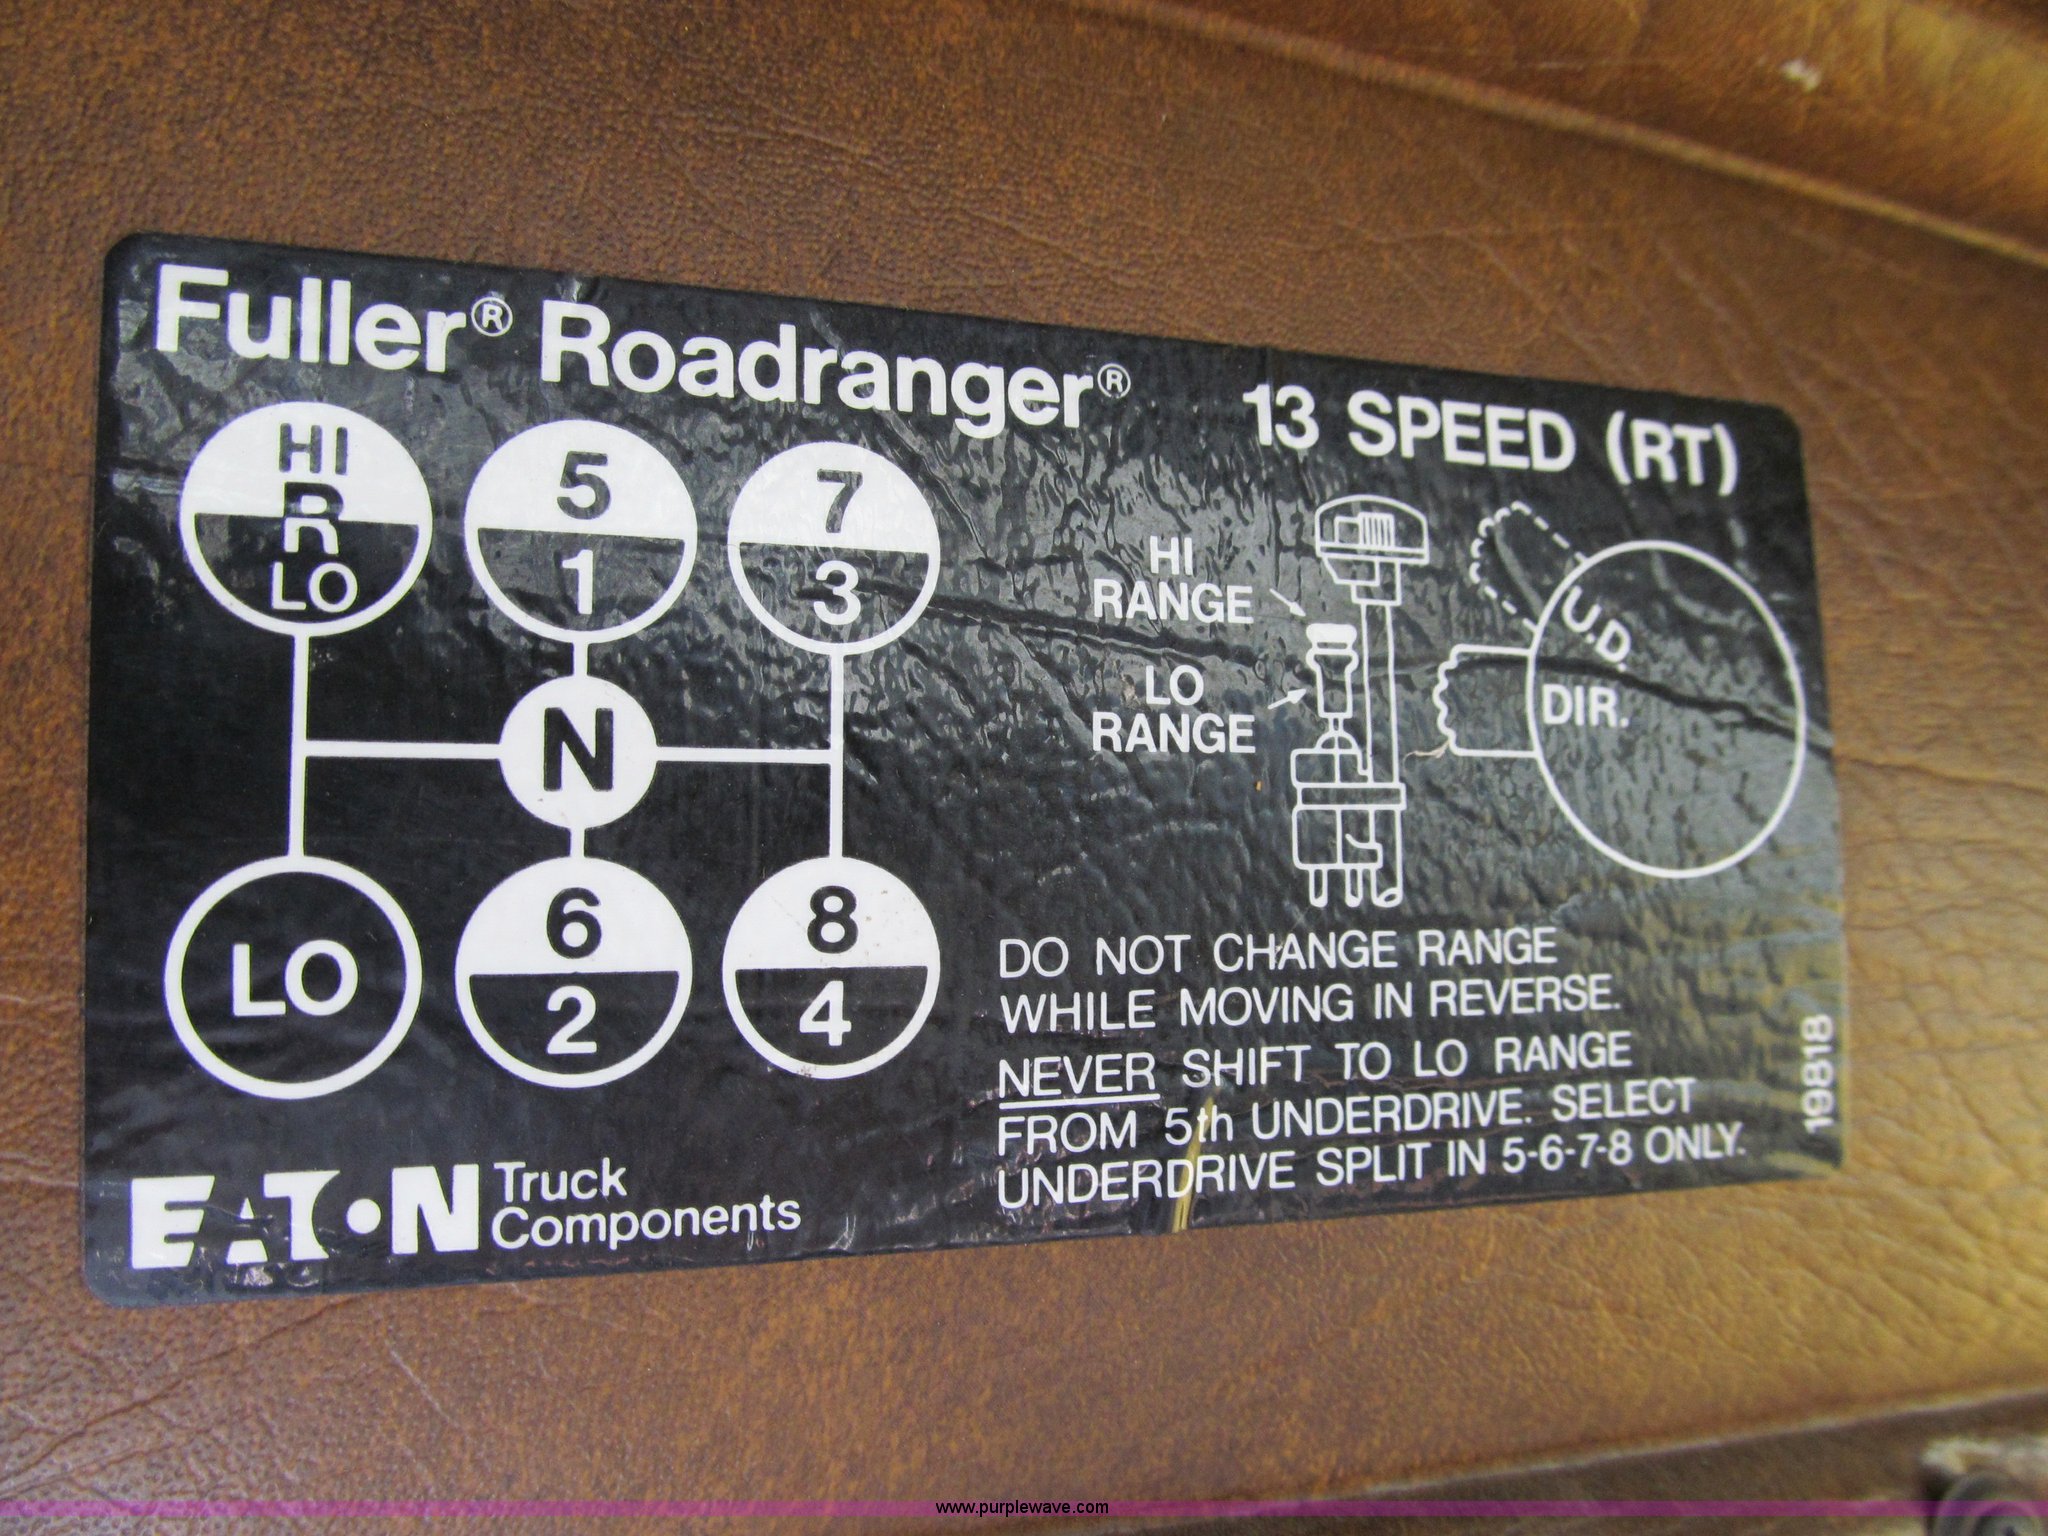 Fuller® Roadranger® 13 SPEED (RT)
HI
R
LO
5
1
7
3
N
LO
6
2
8
4
HI
RANGE
LO
RANGE
U.D.
DIR.
DO NOT CHANGE RANGE
WHILE MOVING IN REVERSE.
NEVER SHIFT TO LO RANGE
FROM 5th UNDERDRIVE. SELECT
UNDERDRIVE SPLIT IN 5-6-7-8 ONLY.
19818
EATON Truck
Components
www.purplewave.com